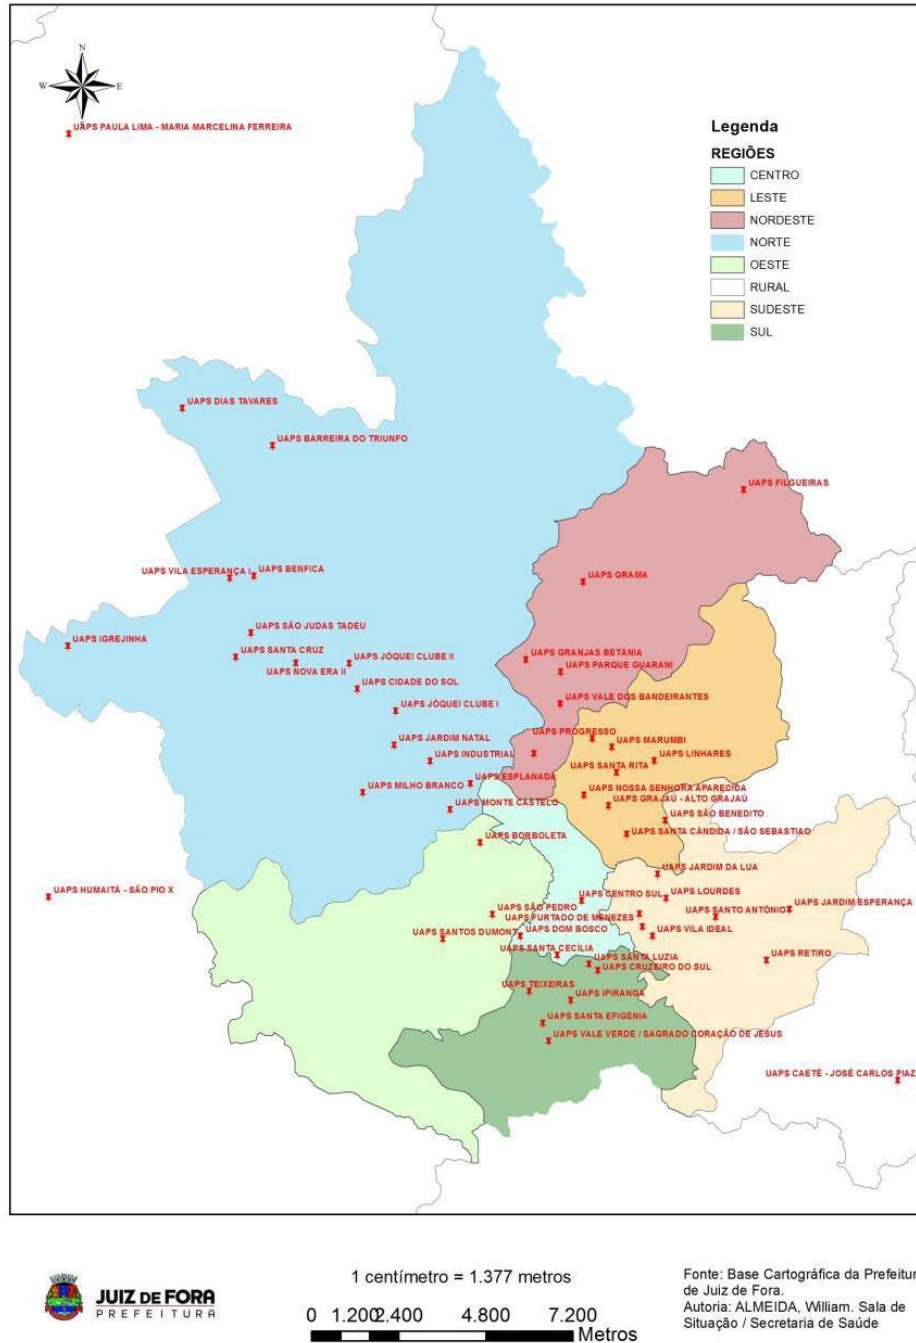 N
W E
S
UAPS PAULA LIMA - MARIA MARCELINA FERREIRA
Legenda
REGIÕES
CENTRO
LESTE
NORDESTE
NORTE
OESTE
RURAL
SUDESTE
SUL
UAPS DIAS TAVARES
UAPS BARREIRA DO TRIUNFO
UAPS FILGUEIRAS
UAPS VILA ESPERANÇA I
UAPS BENFICA
UAPS GRAMA
UAPS SÃO JUDAS TADEU
UAPS IGREJINHA
UAPS SANTA CRUZ
UAPS JÓQUEI CLUBE II
UAPS NOVA ERA II
UAPS GRANJAS BETÂNIA
UAPS PARQUE GUARANI
UAPS CIDADE DO SOL
UAPS VALE DOS BANDEIRANTES
UAPS JÓQUEI CLUBE I
UAPS PROGRESSO
UAPS JARDIM NATAL
UAPS MARUMBI
UAPS INDUSTRIAL
UAPS LINHARES
UAPS SANTA RITA
UAPS ESPLANADA
UAPS MILHO BRANCO
UAPS NOSSA SENHORA APARECIDA
UAPS MONTE CASTELO
UAPS GRAJAÚ - ALTO GRAJAÚ
UAPS SÃO BENEDITO
UAPS BORBOLETA
UAPS SANTA CÂNDIDA / SÃO SEBASTIAO
UAPS JARDIM DA LUA
UAPS HUMAITÁ - SÃO PIO X
UAPS CENTRO SUL
UAPS LOURDES
UAPS JARDIM ESPERANÇA
UAPS SÃO PEDRO
UAPS FURTADO DE MENEZES
UAPS SANTO ANTÔNIO
UAPS SANTOS DUMONT
UAPS DOM BOSCO
UAPS VILA IDEAL
UAPS SANTA CECÍLIA
UAPS SANTA LUZIA
UAPS RETIRO
UAPS CRUZEIRO DO SUL
UAPS TEIXEIRAS
UAPS IPIRANGA
UAPS SANTA EFIGÊNIA
UAPS VALE VERDE / SAGRADO CORAÇÃO DE JESUS
UAPS CAETÉ - JOSÉ CARLOS PIAZ
JUIZ DE FORA
PREFEITURA
1 centímetro = 1.377 metros
0 1.200 2.400 4.800 7.200
Metros
Fonte: Base Cartográfica da Prefeitur
de Juiz de Fora.
Autoria: ALMEIDA, William. Sala de
Situação / Secretaria de Saúde